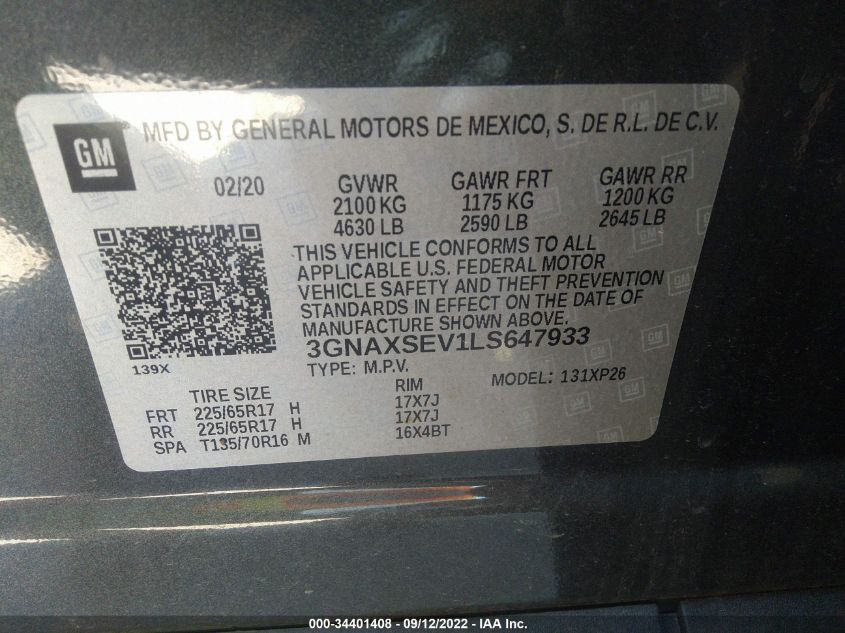 GM
MFD BY GENERAL MOTORS DE MEXICO, S. DE R.L. DE C.V.
02/20 GVWR GAWR FRT GAWR RR
2100 KG 1175 KG 1200 KG
4630 LB 2590 LB 2645 LB
THIS VEHICLE CONFORMS TO ALL
APPLICABLE U.S. FEDERAL MOTOR
VEHICLE SAFETY AND THEFT PREVENTION
STANDARDS IN EFFECT ON THE DATE OF
MANUFACTURE SHOWN ABOVE.
3GNAXSEV1LS647933
139X
TYPE: M.P.V. MODEL: 131XP26
TIRE SIZE RIM
FRT 225/65R17 H 17X7J
RR 225/65R17 H 17X7J
SPA T135/70R16 M 16X4BT
000-34401408 - 09/12/2022 - IAA Inc.